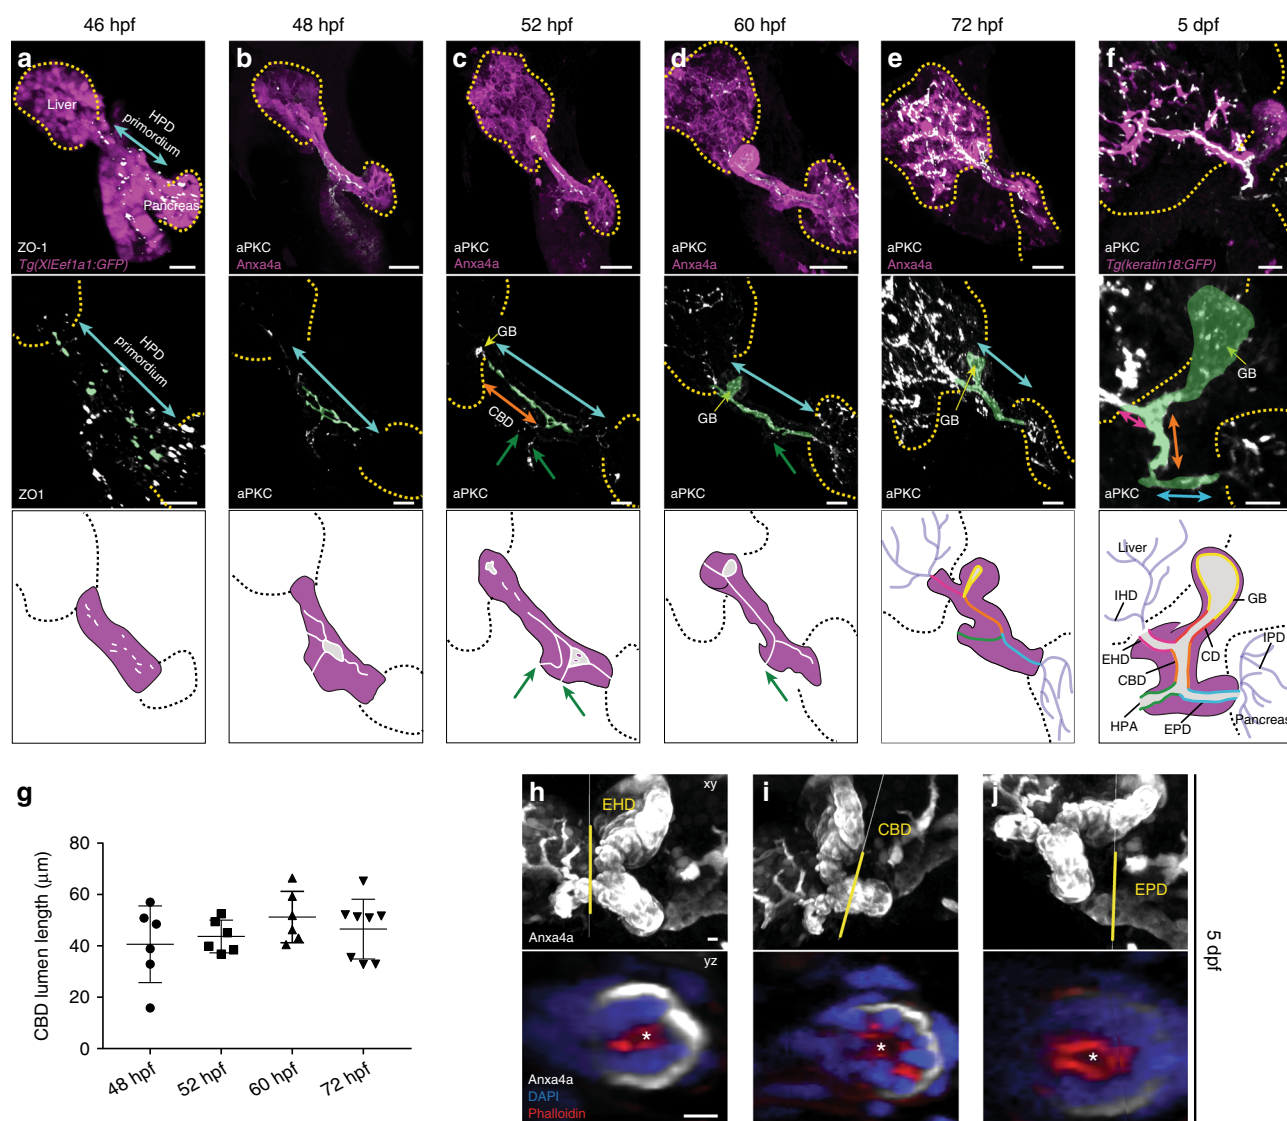 46 hpf
48 hpf
52 hpf
60 hpf
72 hpf
5 dpf
a
Liver
HPD
primordium
Pancreas
ZO-1
Tg(XlEef1a1:GFP)
b
aPKC
Anxa4a
c
aPKC
Anxa4a
d
aPKC
Anxa4a
e
aPKC
Anxa4a
f
aPKC
Tg(keratin18:GFP)
HPD
primordium
ZO1
aPKC
GB
CBD
aPKC
GB
aPKC
GB
aPKC
GB
aPKC
Liver
IHD
GB
IPD
EHD
CD
CBD
HPA
EPD
Pancreas
g
CBD lumen length (μm)
80
60
40
20
0
48 hpf
52 hpf
60 hpf
72 hpf
h
xy
EHD
Anxa4a
i
CBD
j
EPD
yz
*
Anxa4a
DAPI
Phalloidin
*
*
5 dpf